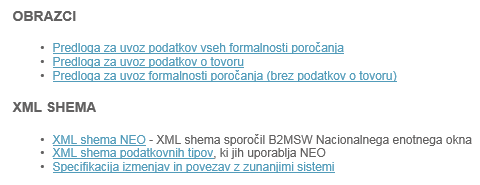 OBRAZCI
Predloga za uvoz podatkov vseh formalnosti poročanja
Predloga za uvoz podatkov o tovoru
Predloga za uvoz formalnosti poročanja (brez podatkov o tovoru)
XML SHEMA
XML shema NEO - XML shema sporočil B2MSW Nacionalnega enotnega okna
XML shema podatkovnih tipov, ki jih uporablja NEO
Specifikacija izmenjav in povezav z zunanjimi sistemi